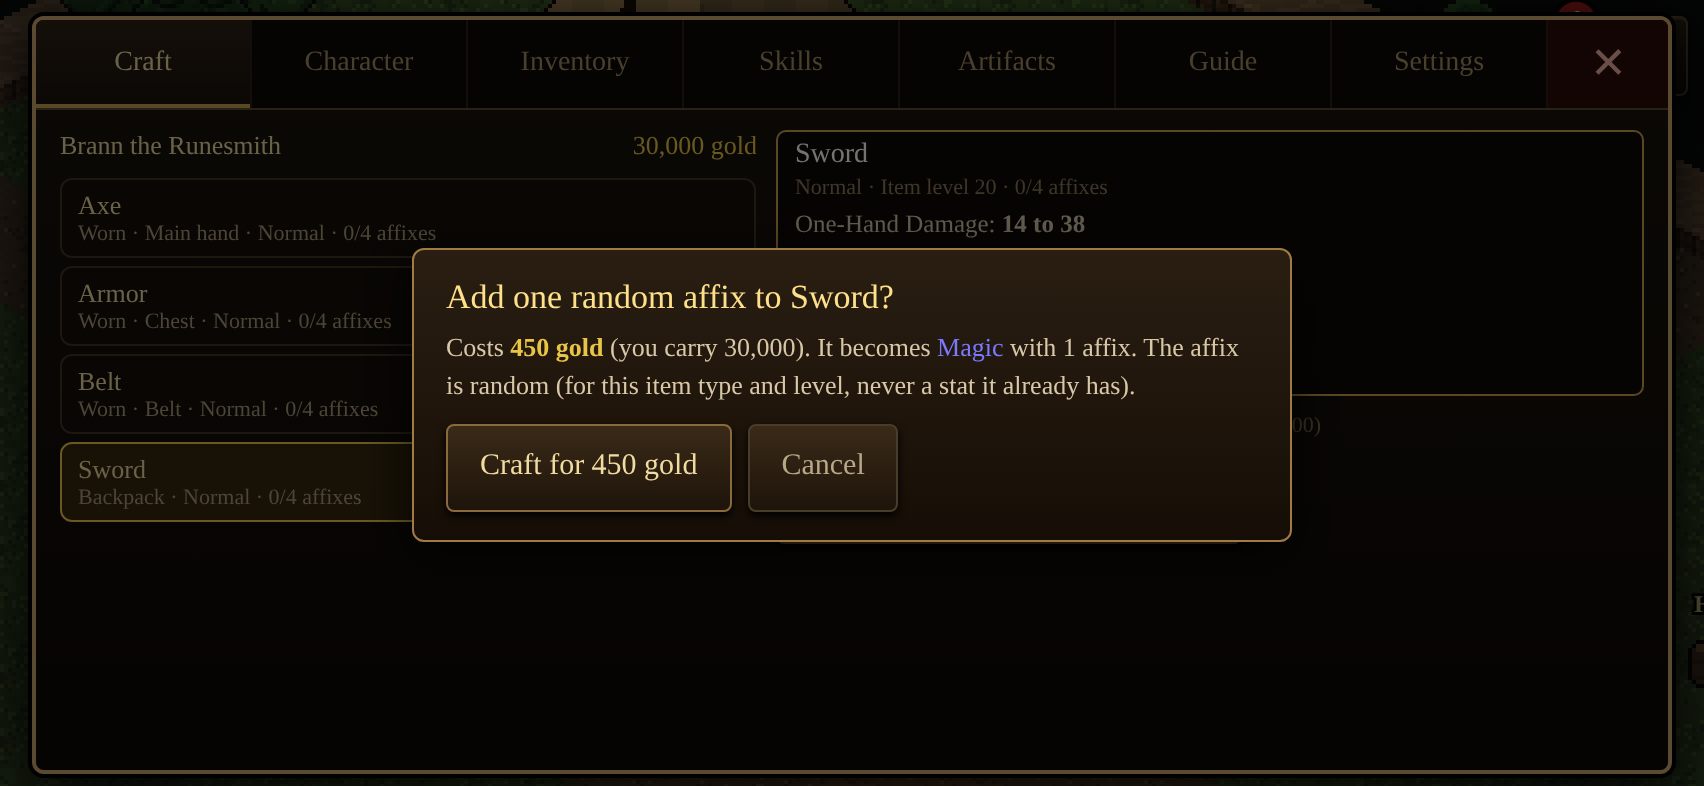 Craft
Character
Inventory
Skills
Artifacts
Guide
Settings
Brann the Runesmith
30,000 gold
Axe
Worn · Main hand · Normal · 0/4 affixes
Armor
Worn · Chest · Normal · 0/4 affixes
Belt
Worn · Belt · Normal · 0/4 affixes
Sword
Backpack · Normal · 0/4 affixes
Sword
Normal · Item level 20 · 0/4 affixes
One-Hand Damage: 14 to 38
00)
Add one random affix to Sword?
Costs 450 gold (you carry 30,000). It becomes Magic with 1 affix. The affix
is random (for this item type and level, never a stat it already has).
Craft for 450 gold
Cancel